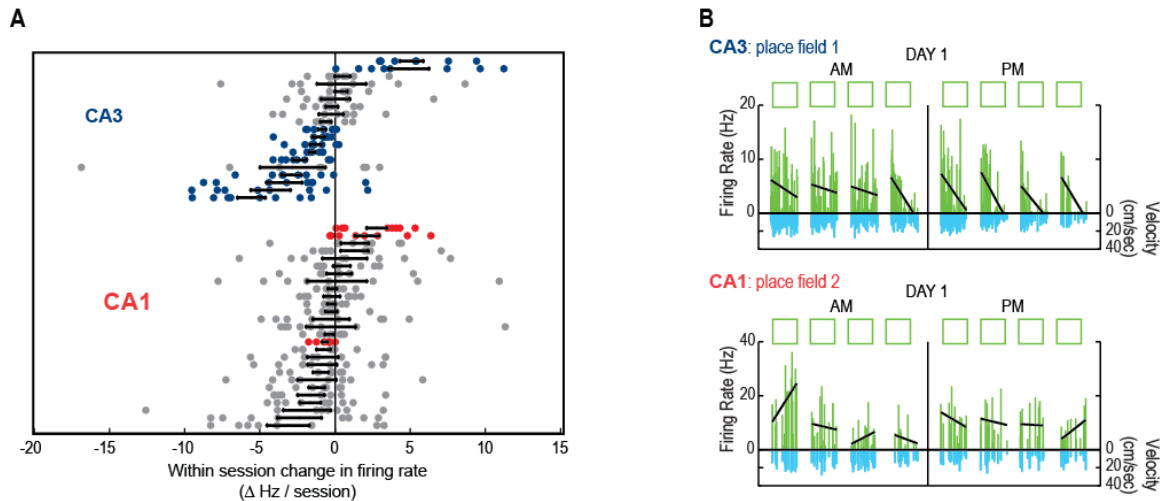 A
CA3
CA1
-20
-15
-10
-5
0
5
10
15
Within session change in firing rate
(Δ Hz / session)
B
CA3: place field 1
DAY 1
AM
PM
20
10
0
Firing Rate (Hz)
0
20
40
Velocity
(cm/sec)
CA1: place field 2
DAY 1
AM
PM
40
20
0
Firing Rate (Hz)
0
20
40
Velocity
(cm/sec)